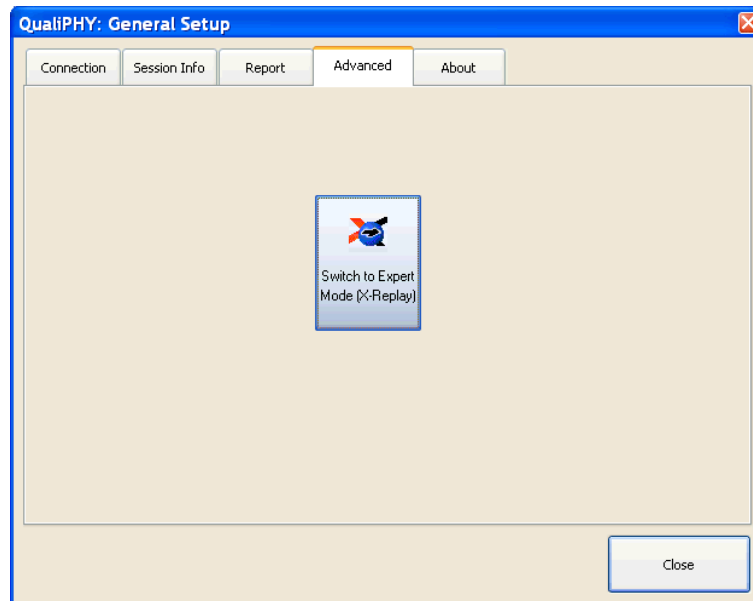 QualiPHY: General Setup
Connection Session Info Report Advanced About
Switch to Expert
Mode (X-Replay)
Close